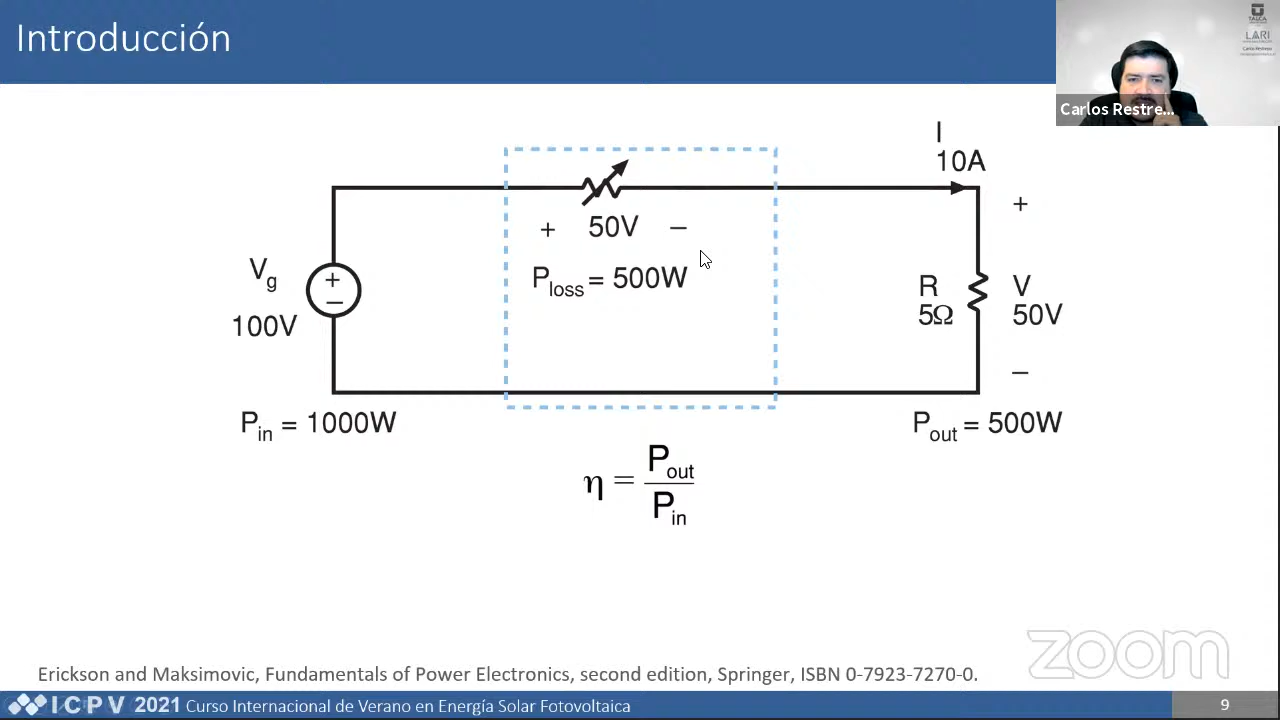 Introducción
TALCA
LARI
Carlos Restre...
I
10A
+ 50V −
Ploss = 500W
Vg
100V
+
−
R
5Ω
+
V
50V
−
Pin = 1000W
Pout = 500W
η = Pout
Pin
zoom
Erickson and Maksimovic, Fundamentals of Power Electronics, second edition, Springer, ISBN 0-7923-7270-0.
ICPV 2021 Curso Internacional de Verano en Energía Solar Fotovoltaica
9